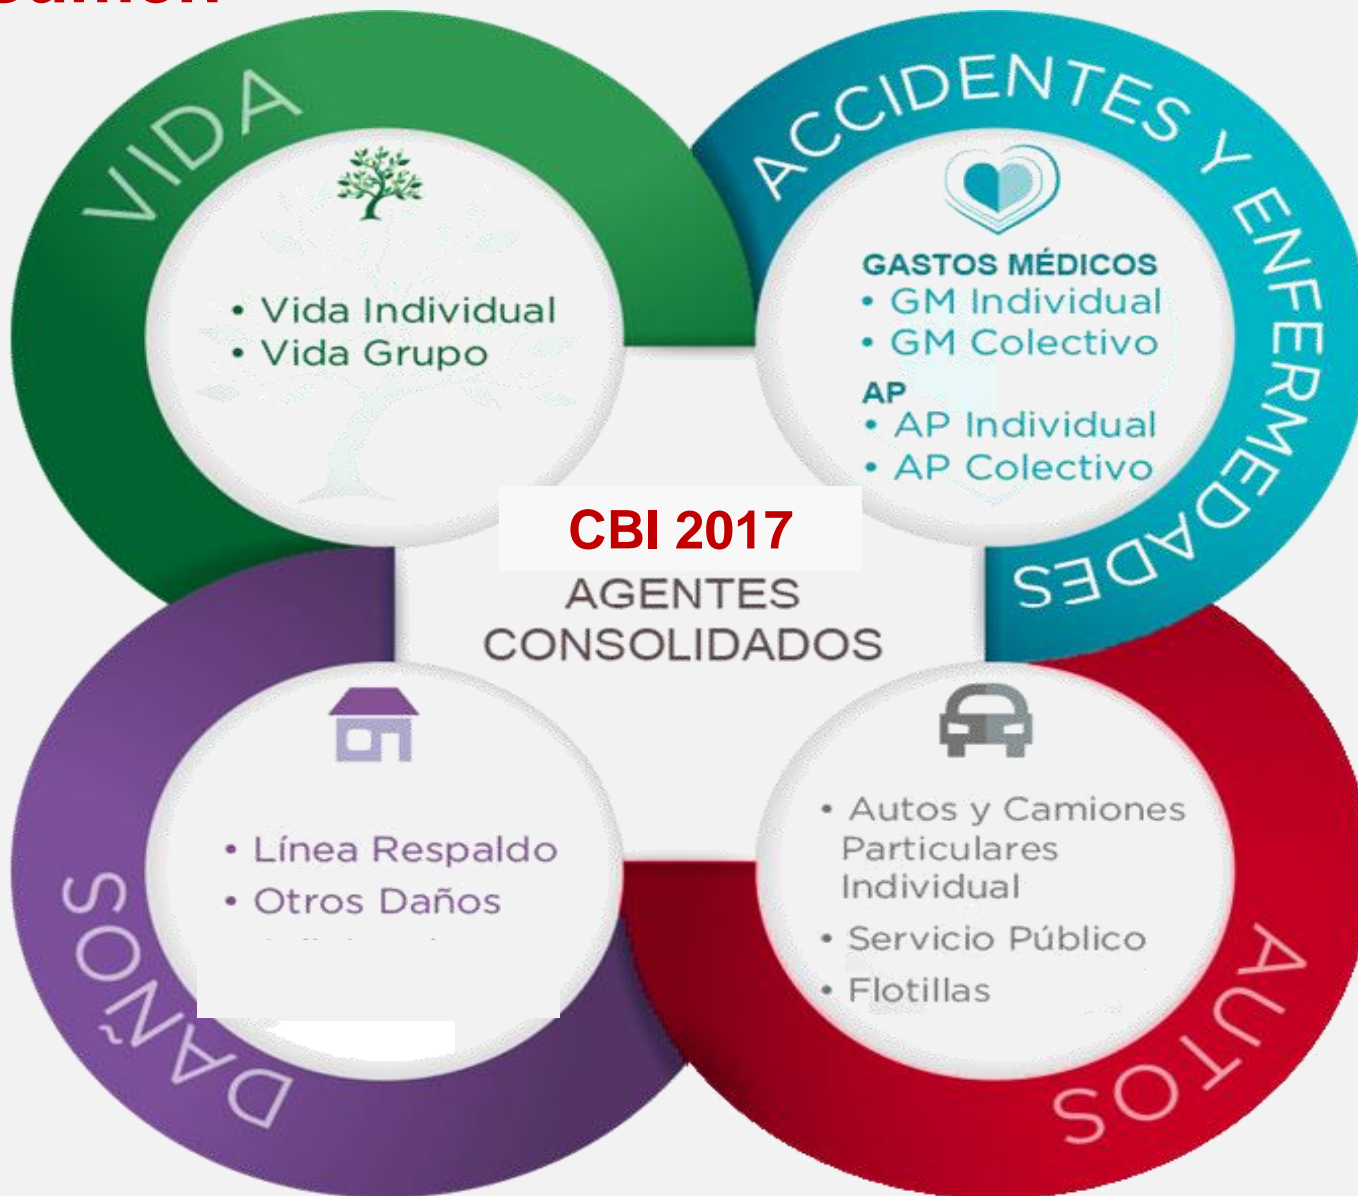 VIDA
• Vida Individual
• Vida Grupo
ACCIDENTES Y ENFERMEDADES
GASTOS MÉDICOS
• GM Individual
• GM Colectivo
AP
• AP Individual
• AP Colectivo
CBI 2017
AGENTES
CONSOLIDADOS
DAÑOS
• Línea Respaldo
• Otros Daños
AUTOS
• Autos y Camiones
Particulares
Individual
• Servicio Público
• Flotillas